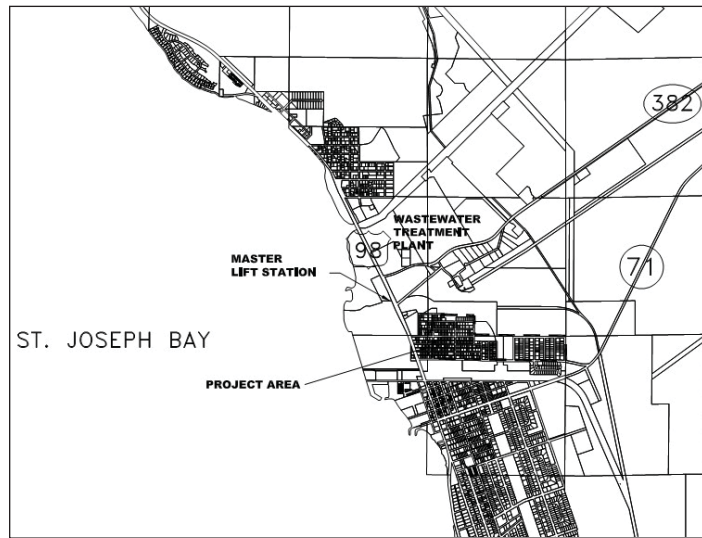 382
WASTEWATER
TREATMENT
PLANT
98
MASTER
LIFT STATION
71
ST. JOSEPH BAY
PROJECT AREA